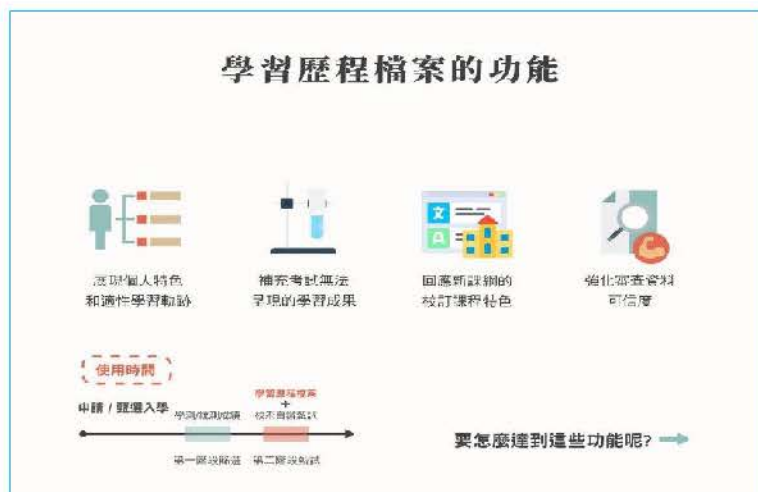 學習歷程檔案的功能
文
A
展現個人特色
和適性學習軌跡
補充考試無法
呈現的學習成果
回應新課綱的
校訂課程特色
強化審查資料
可信度
使用時間
申請 / 甄選入學
學測/統測成績
第一階段篩選
學習歷程檔案
+
校系自辦甄試
第二階段甄試
要怎麼達到這些功能呢?